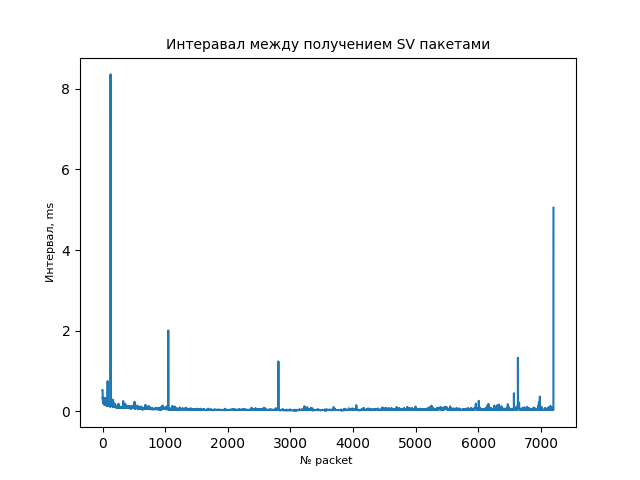 Интеравал между получением SV пакетами
8
6
4
2
0
Интервал, ms
0 1000 2000 3000 4000 5000 6000 7000
№ packet